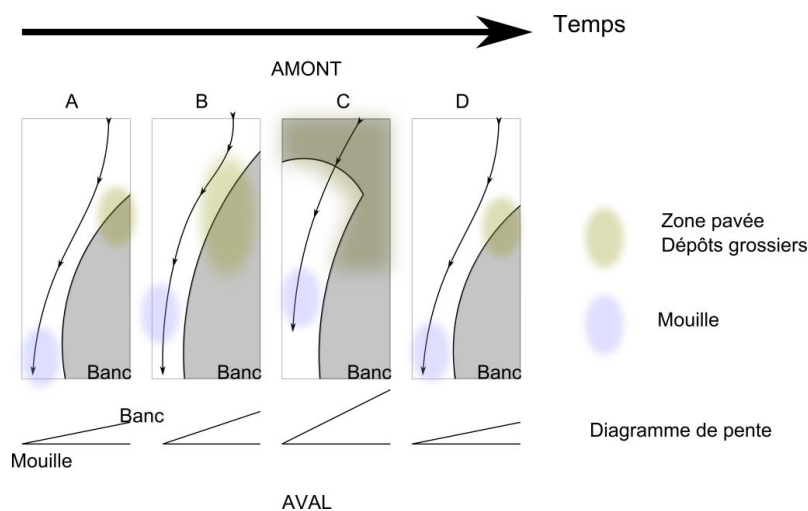 Temps
AMONT
A B C D
Zone pavée
Dépôts grossiers
Mouille
Banc Banc Banc Banc
Banc
Diagramme de pente
Mouille
AVAL